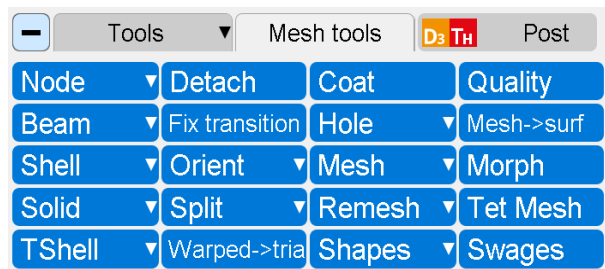 Tools Mesh tools D3 TH Post
Node Detach Coat Quality
Beam Fix transition Hole Mesh->surf
Shell Orient Mesh Morph
Solid Split Remesh Tet Mesh
TShell Warped->tria Shapes Swages